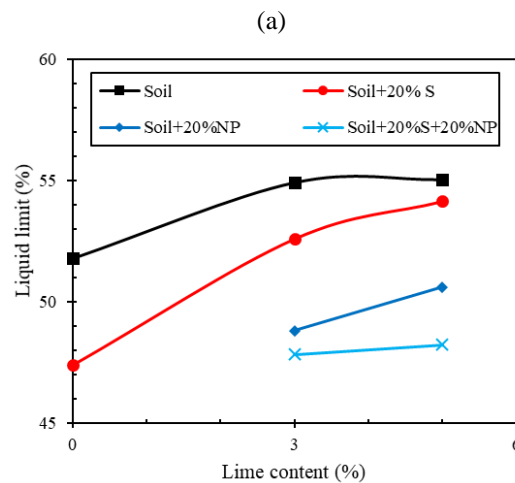 (a)
60
Soil
Soil+20% S
Soil+20%NP
Soil+20%S+20%NP
55
Liquid limit (%)
50
45
0
3
6
Lime content (%)